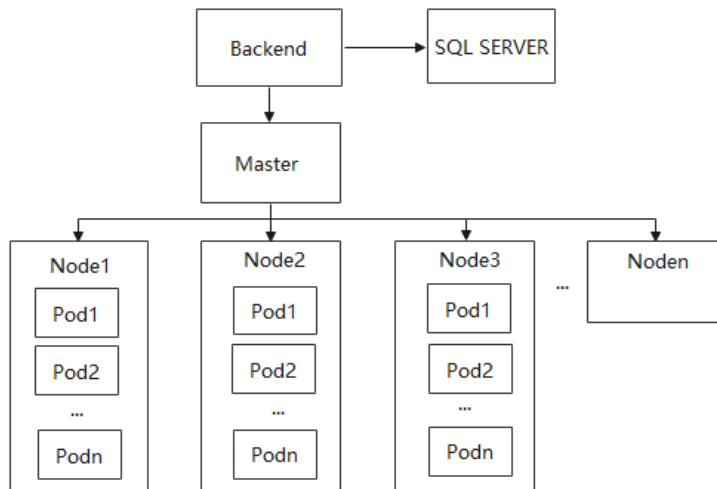 Backend
SQL SERVER
Master
Node1
Pod1
Pod2
...
Podn
Node2
Pod1
Pod2
...
Podn
Node3
Pod1
Pod2
...
Podn
...
Noden